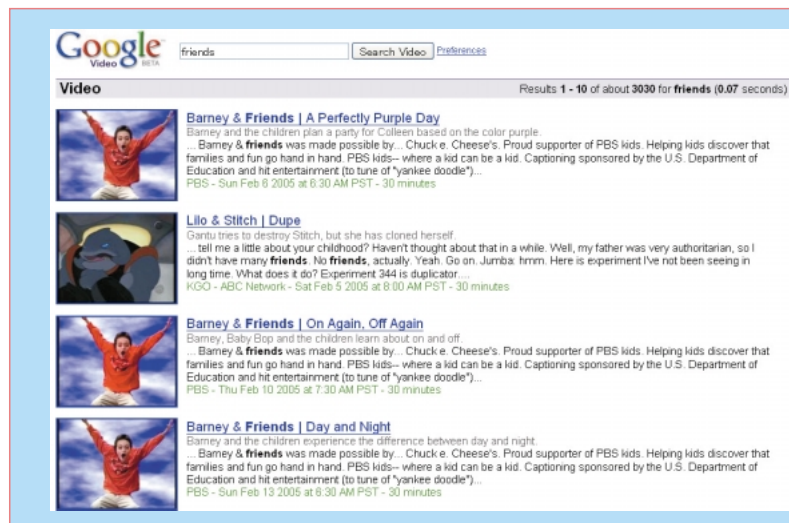 Google
Video BETA
friends Search Video Preferences
Video Results 1 - 10 of about 3030 for friends (0.07 seconds)
Barney & Friends | A Perfectly Purple Day
Barney and the children plan a party for Colleen based on the color purple.
... Barney & friends was made possible by... Chuck e. Cheese's. Proud supporter of PBS kids. Helping kids discover that
families and fun go hand in hand. PBS kids-- where a kid can be a kid. Captioning sponsored by the U.S. Department of
Education and hit entertainment (to tune of "yankee doodle")...
PBS - Sun Feb 6 2005 at 6:30 AM PST - 30 minutes
Lilo & Stitch | Dupe
Gantu tries to destroy Stitch, but she has cloned herself.
... tell me a little about your childhood? Haven't thought about that in a while. Well, my father was very authoritarian, so I
didn't have many friends. No friends, actually. Yeah. Go on. Jumba: hmm. Here is experiment I've not been seeing in
long time. What does it do? Experiment 344 is duplicator....
KGO - ABC Network - Sat Feb 5 2005 at 8:00 AM PST - 30 minutes
Barney & Friends | On Again, Off Again
Barney, Baby Bop and the children learn about on and off.
... Barney & friends was made possible by... Chuck e. Cheese's. Proud supporter of PBS kids. Helping kids discover that
families and fun go hand in hand. PBS kids-- where a kid can be a kid. Captioning sponsored by the U.S. Department of
Education and hit entertainment (to tune of "yankee doodle")...
PBS - Thu Feb 10 2005 at 7:30 AM PST - 30 minutes
Barney & Friends | Day and Night
Barney and the children experience the difference between day and night.
... Barney & friends was made possible by... Chuck e. Cheese's. Proud supporter of PBS kids. Helping kids discover that
families and fun go hand in hand. PBS kids-- where a kid can be a kid. Captioning sponsored by the U.S. Department of
Education and hit entertainment (to tune of "yankee doodle")...
PBS - Sun Feb 13 2005 at 6:30 AM PST - 30 minutes